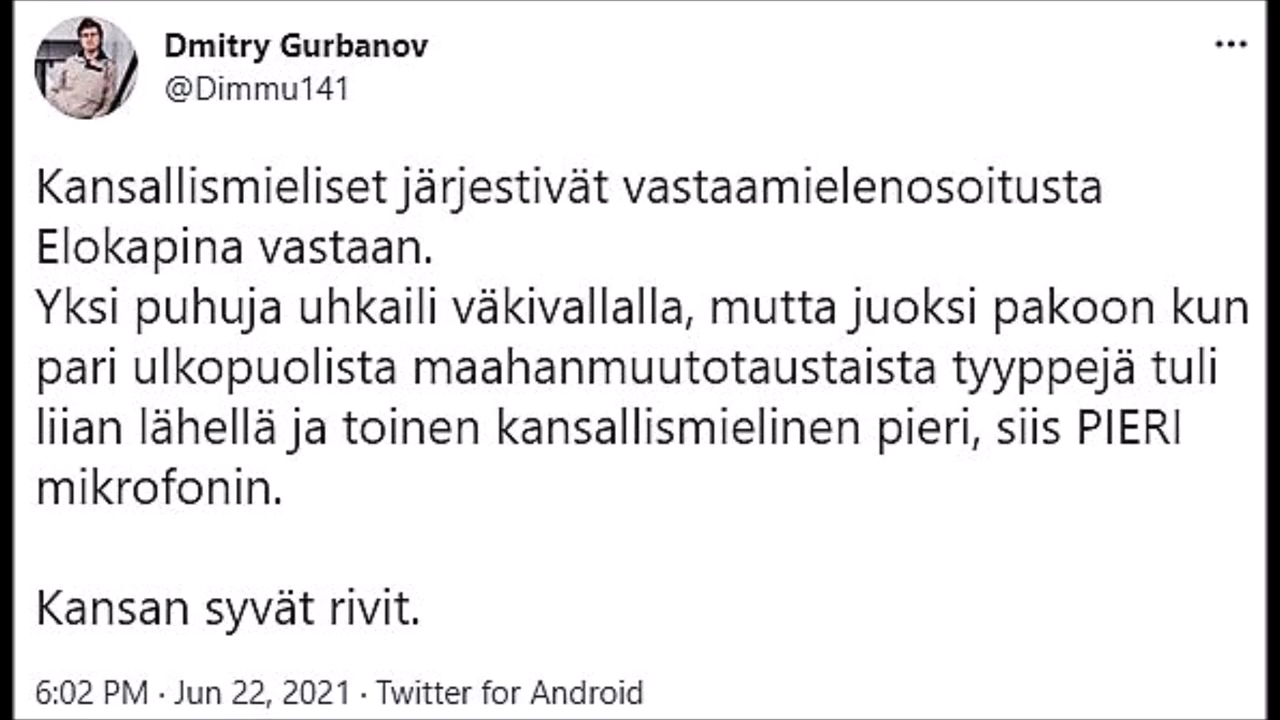 Dmitry Gurbanov
@Dimmu141
Kansallismieliset järjestivät vastaamielenosoitusta
Elokapina vastaan.
Yksi puhuja uhkaili väkivallalla, mutta juoksi pakoon kun
pari ulkopuolista maahanmuutotaustaista tyyppejä tuli
liian lähellä ja toinen kansallismielinen pieri, siis PIERI
mikrofonin.
Kansan syvät rivit.
6:02 PM · Jun 22, 2021 · Twitter for Android